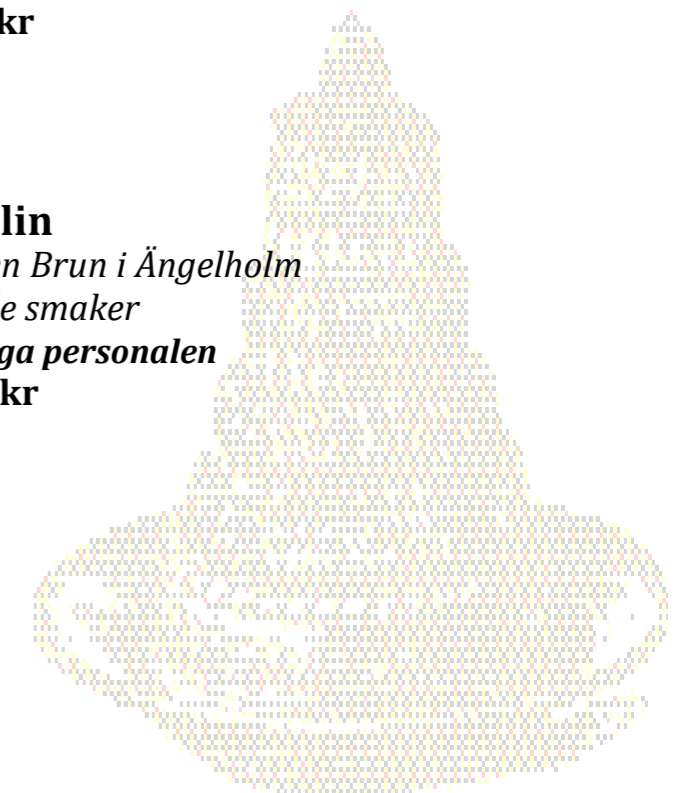 kr
lin
n Brun i Ängelholm
e smaker
ga personalen
kr